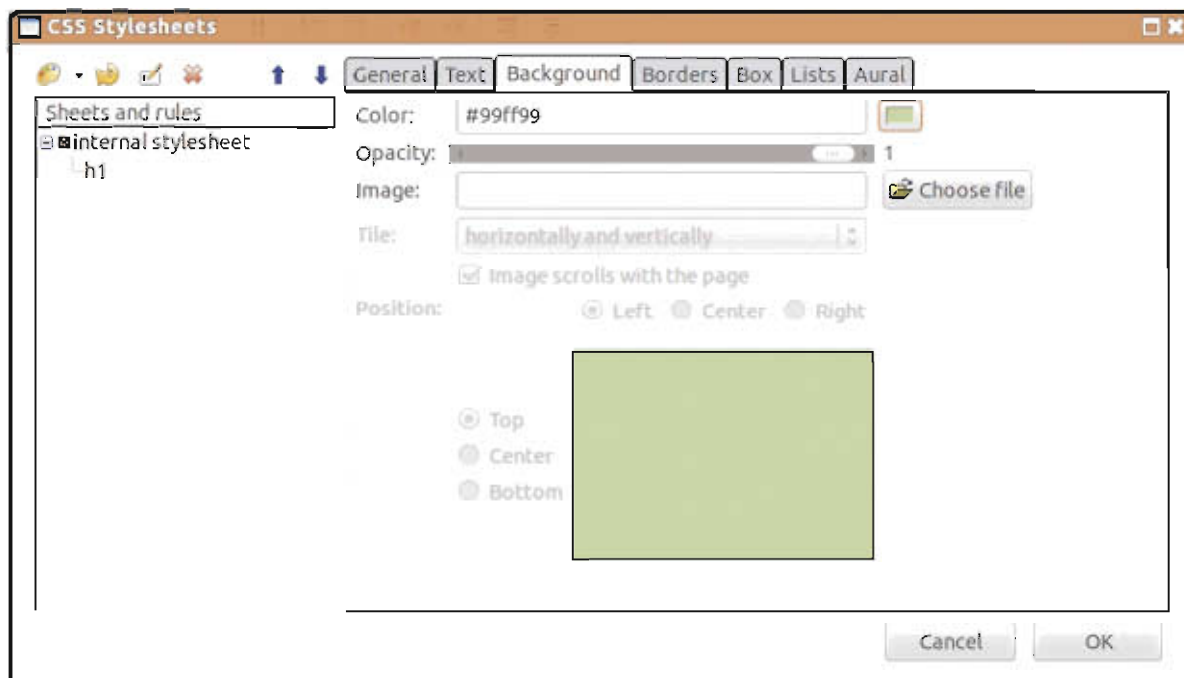 CSS Stylesheets
General Text Background Borders Box Lists Aural
Sheets and rules
internal stylesheet
h1
Color: #99ff99
Opacity: 1
Image: Choose file
Tile: horizontally and vertically
Image scrolls with the page
Position: Left Center Right
Top
Center
Bottom
Cancel OK